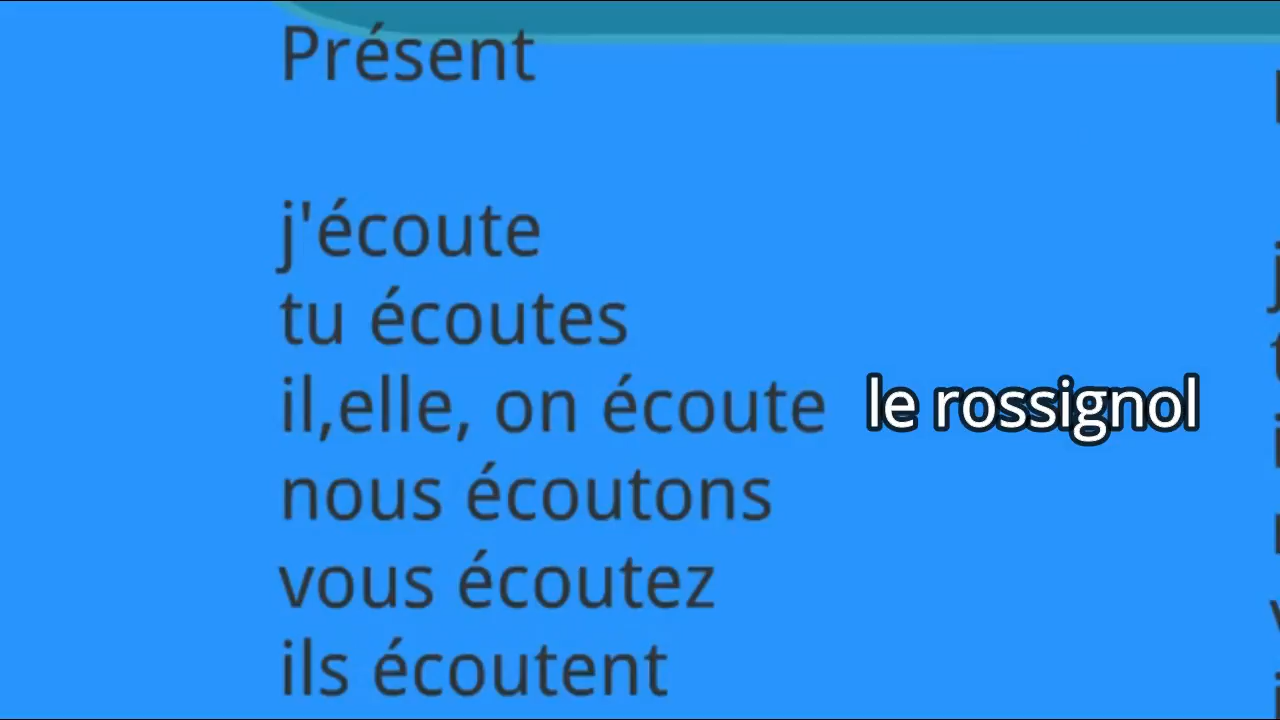 Présent
j'écoute
tu écoutes
il,elle, on écoute le rossignol
nous écoutons
vous écoutez
ils écoutent